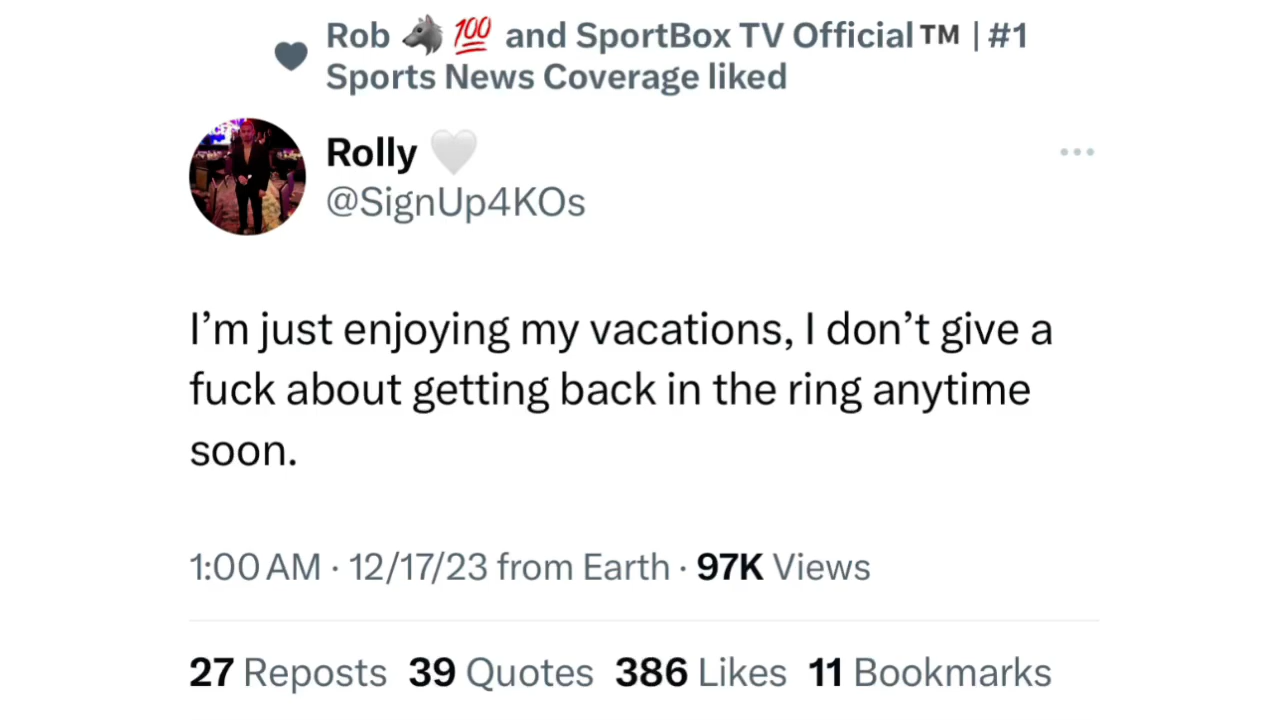 Rob 🐺 💯 and SportBox TV Official™ | #1
Sports News Coverage liked
Rolly 🤍
@SignUp4KOs
I’m just enjoying my vacations, I don’t give a
fuck about getting back in the ring anytime
soon.
1:00 AM · 12/17/23 from Earth · 97K Views
27 Reposts 39 Quotes 386 Likes 11 Bookmarks